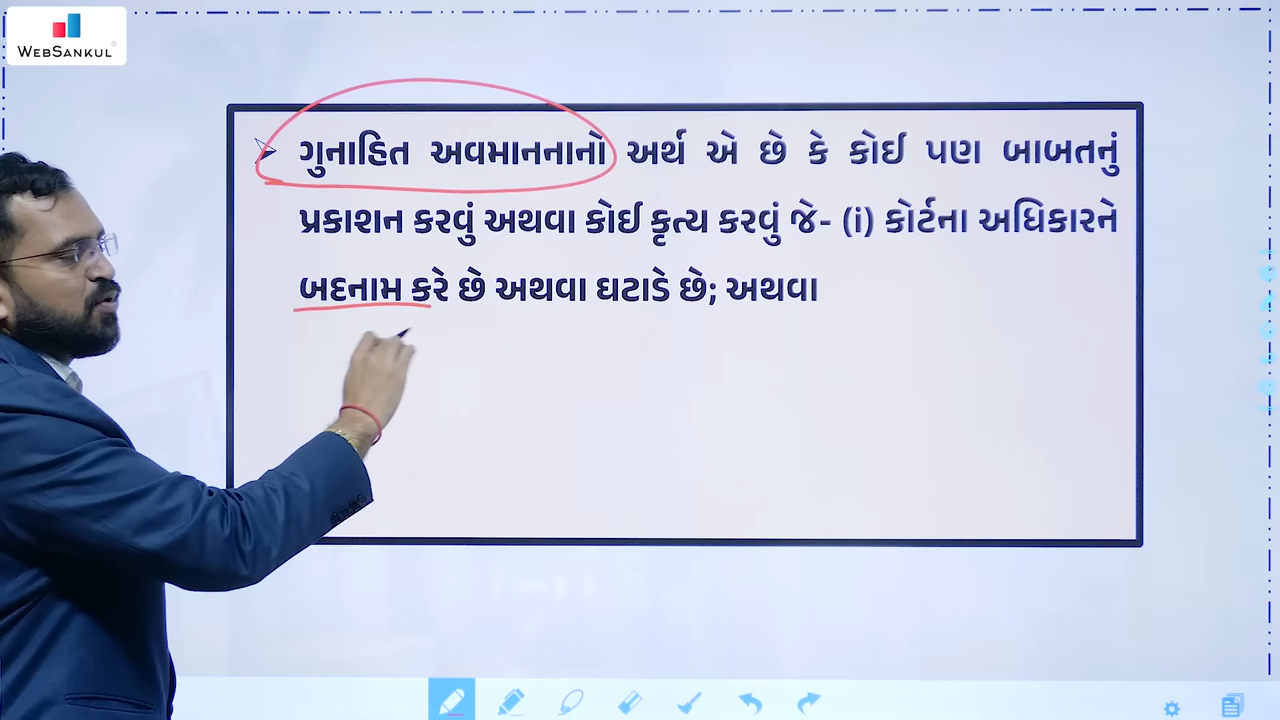 WEBSANKUL
ગુનાહિત અવમાનનાનો અર્થ એ છે કે કોઈ પણ બાબતનું
પ્રકાશન કરવું અથવા કોઈ કૃત્ય કરવું જે- (i) કોર્ટના અધિકારને
બદનામ કરે છે અથવા ઘટાડે છે; અથવા